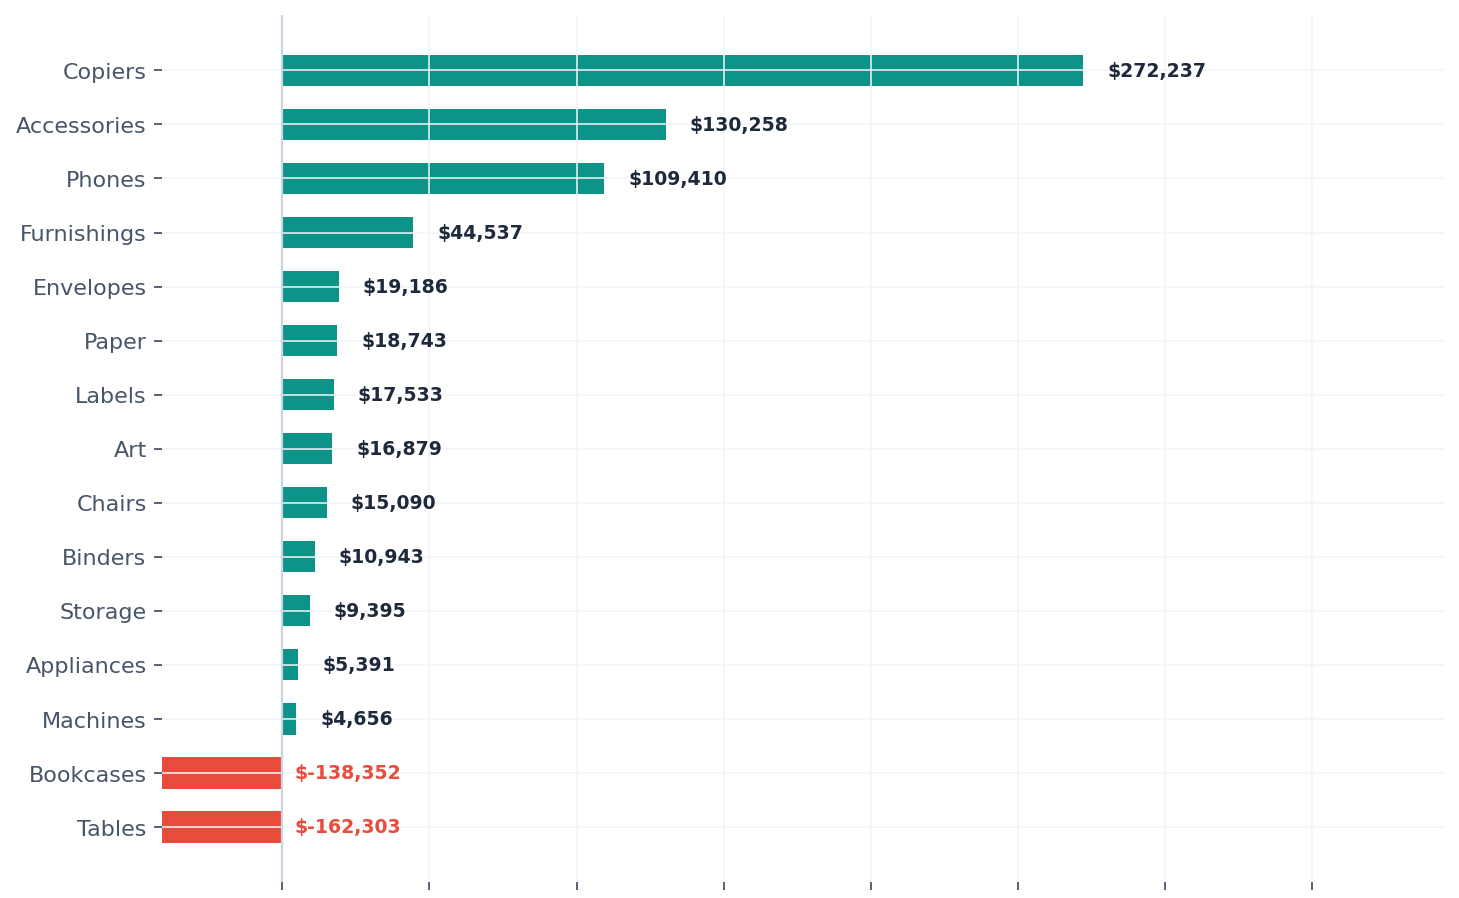 Copiers $272,237
Accessories $130,258
Phones $109,410
Furnishings $44,537
Envelopes $19,186
Paper $18,743
Labels $17,533
Art $16,879
Chairs $15,090
Binders $10,943
Storage $9,395
Appliances $5,391
Machines $4,656
Bookcases $-138,352
Tables $-162,303